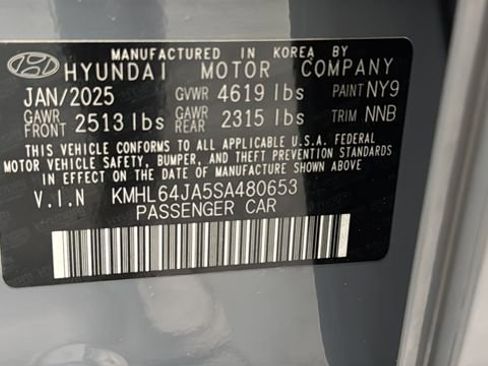 MANUFACTURED IN KOREA BY
HYUNDAI MOTOR COMPANY
JAN/2025 GVWR 4619 lbs PAINT NY9
GAWR FRONT 2513 lbs GAWR REAR 2315 lbs TRIM NNB
THIS VEHICLE CONFORMS TO ALL APPLICABLE U.S.A. FEDERAL
MOTOR VEHICLE SAFETY, BUMPER, AND THEFT PREVENTION STANDARDS
IN EFFECT ON THE DATE OF MANUFACTURE SHOWN ABOVE
V.I.N KMHL64JA5SA480653
PASSENGER CAR